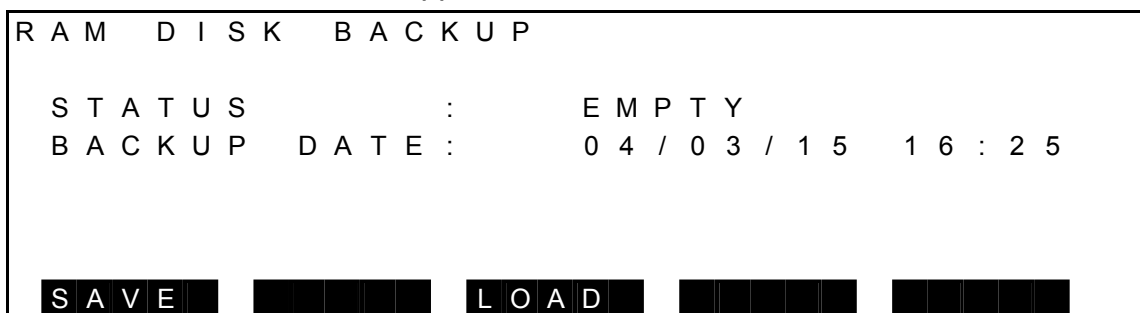 RAM DISK BACKUP
STATUS : EMPTY
BACKUP DATE: 04/03/15 16:25
SAVE LOAD